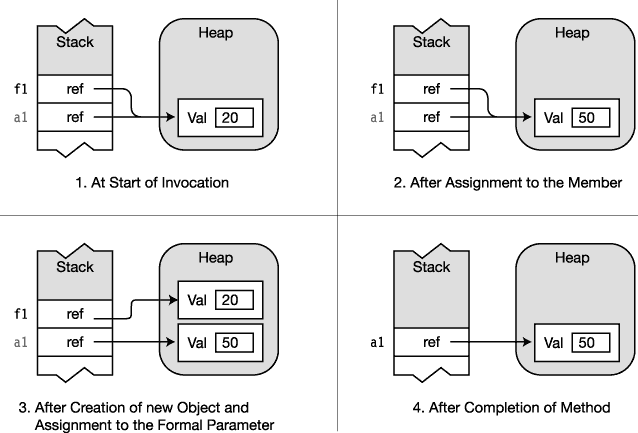 Stack
Heap
f1
ref
a1
ref
Val
20
1. At Start of Invocation
Stack
Heap
f1
ref
a1
ref
Val
50
2. After Assignment to the Member
Stack
Heap
f1
ref
Val
20
a1
ref
Val
50
3. After Creation of new Object and
Assignment to the Formal Parameter
Stack
Heap
a1
ref
Val
50
4. After Completion of Method